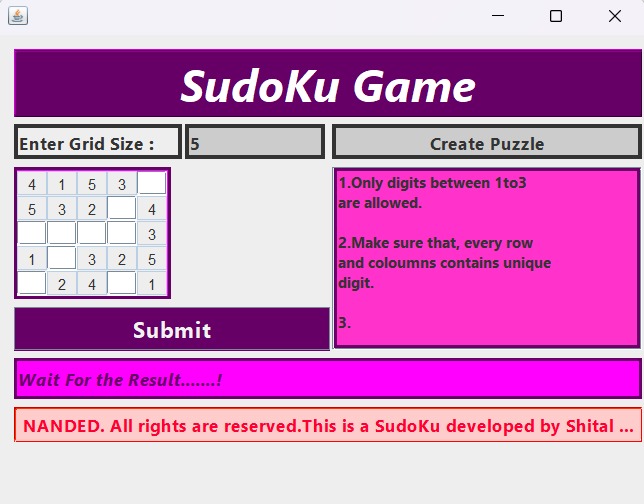 SudoKu Game
Enter Grid Size :
5
Create Puzzle
4 1 5 3
5 3 2 4
3
1 3 2 5
2 4 1
1.Only digits between 1to3
are allowed.
2.Make sure that, every row
and coloumns contains unique
digit.
3.
Submit
Wait For the Result.......!
NANDED. All rights are reserved.This is a SudoKu developed by Shital ...